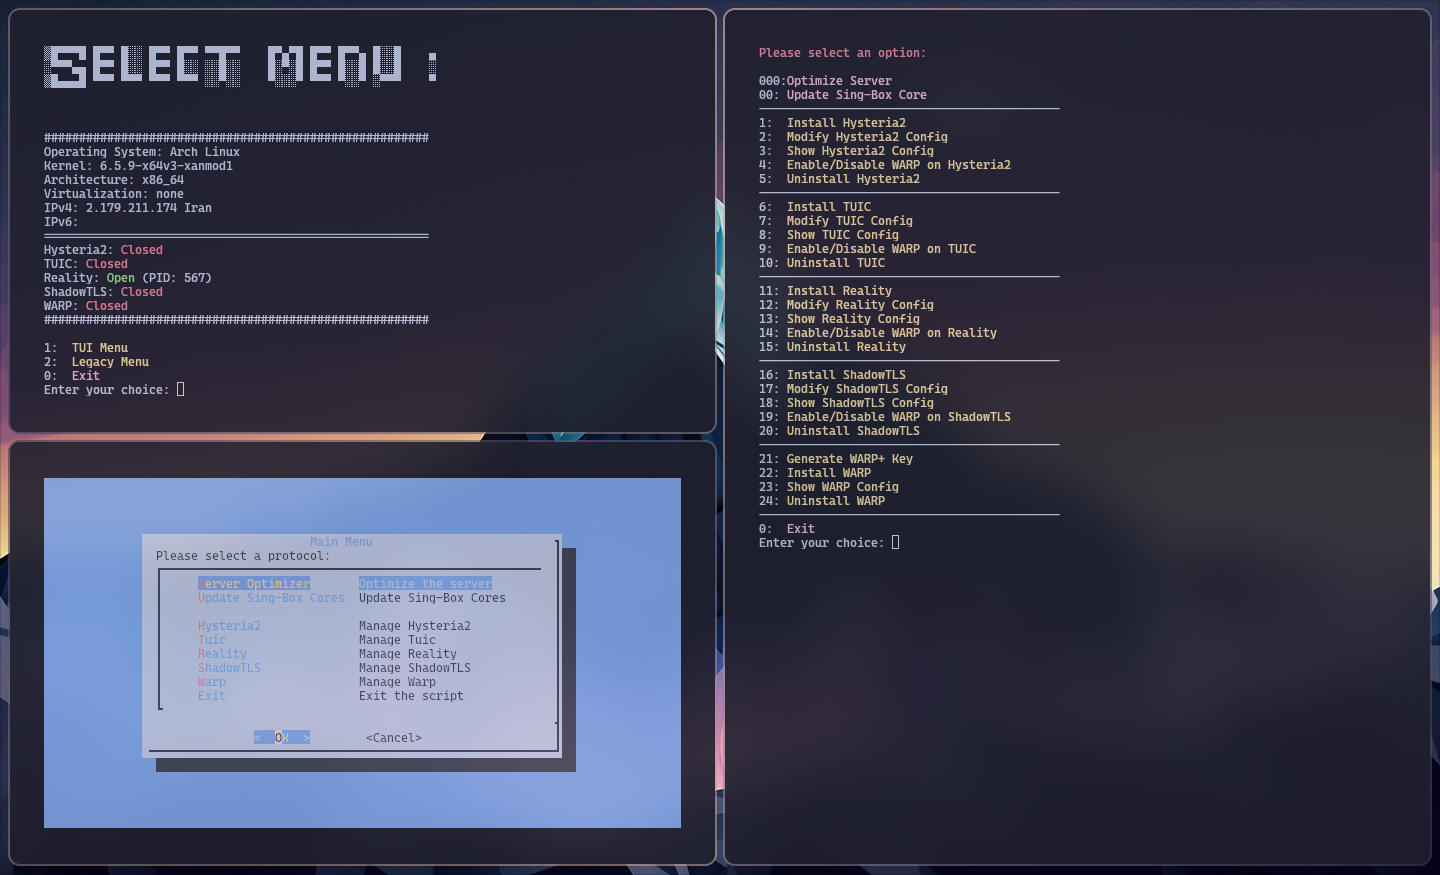 SELECT MENU :
#######################################################
Operating System: Arch Linux
Kernel: 6.5.9-x64v3-xanmod1
Architecture: x86_64
Virtualization: none
IPv4: 2.179.211.174 Iran
IPv6:
=======================================================
Hysteria2: Closed
TUIC: Closed
Reality: Open (PID: 567)
ShadowTLS: Closed
WARP: Closed
#######################################################
1:  TUI Menu
2:  Legacy Menu
0:  Exit
Enter your choice:
Main Menu
Please select a protocol:
Server Optimizer Optimize the server
Update Sing-Box Cores Update Sing-Box Cores
Hysteria2 Manage Hysteria2
Tuic Manage Tuic
Reality Manage Reality
ShadowTLS Manage ShadowTLS
Warp Manage Warp
Exit Exit the script
<  OK  > <Cancel>
Please select an option:
000:Optimize Server
00: Update Sing-Box Core
1:  Install Hysteria2
2:  Modify Hysteria2 Config
3:  Show Hysteria2 Config
4:  Enable/Disable WARP on Hysteria2
5:  Uninstall Hysteria2
6:  Install TUIC
7:  Modify TUIC Config
8:  Show TUIC Config
9:  Enable/Disable WARP on TUIC
10: Uninstall TUIC
11: Install Reality
12: Modify Reality Config
13: Show Reality Config
14: Enable/Disable WARP on Reality
15: Uninstall Reality
16: Install ShadowTLS
17: Modify ShadowTLS Config
18: Show ShadowTLS Config
19: Enable/Disable WARP on ShadowTLS
20: Uninstall ShadowTLS
21: Generate WARP+ Key
22: Install WARP
23: Show WARP Config
24: Uninstall WARP
0:  Exit
Enter your choice: